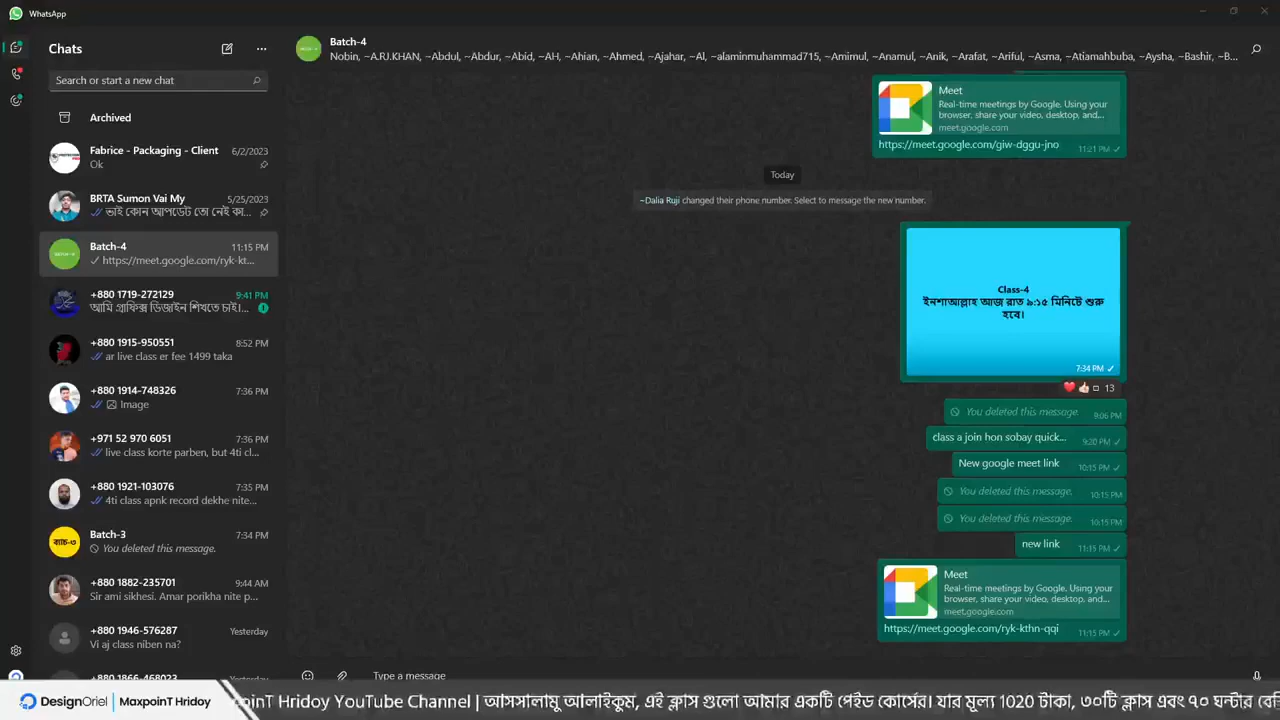 WhatsApp
Chats
Search or start a new chat
Archived
Fabrice - Packaging - Client
6/2/2023
Ok
BRTA Sumon Vai My
5/25/2023
ভাই কোন আপডেট তো নেই কা...
Batch-4
11:15 PM
https://meet.google.com/ryk-kt...
+880 1719-272129
9:41 PM
আমি গ্রাফিক্স ডিজাইন শিখতে চাই।...
1
+880 1915-950551
8:52 PM
ar live class er fee 1499 taka
+880 1914-748326
7:36 PM
Image
+971 52 970 6051
7:36 PM
live class korte parben, but 4ti cl...
+880 1921-103076
7:35 PM
4ti class apnk record dekhe nite...
ব্যাচ-৩
Batch-3
7:34 PM
You deleted this message.
+880 1882-235701
9:44 AM
Sir ami sikhesi. Amar porikha nite p...
+880 1946-576287
Yesterday
Vi aj class niben na?
+880 1866-468023
Yesterday
Batch-4
Nobin, ~A.RJ.KHAN, ~Abdul, ~Abdur, ~Abid, ~AH, ~Ahian, ~Ahmed, ~Ajahar, ~Al, ~alaminmuhammad715, ~Amimul, ~Anamul, ~Anik, ~Arafat, ~Ariful, ~Asma, ~Atiamahbuba, ~Aysha, ~Bashir, ~B...
Meet
Real-time meetings by Google. Using your
browser, share your video, desktop, and...
meet.google.com
https://meet.google.com/giw-dggu-jno
11:21 PM
Today
~Dalia Ruji changed their phone number. Select to message the new number.
Class-4
ইনশাআল্লাহ আজ রাত ৯:১৫ মিনিটে শুরু
হবে।
7:34 PM
13
You deleted this message.
9:06 PM
class a join hon sobay quick...
9:20 PM
New google meet link
10:15 PM
You deleted this message.
10:15 PM
You deleted this message.
10:15 PM
new link
11:15 PM
Meet
Real-time meetings by Google. Using your
browser, share your video, desktop, and...
meet.google.com
https://meet.google.com/ryk-kthn-qqi
11:15 PM
Type a message
DesignOriel | MaxpoinT Hridoy
poinT Hridoy YouTube Channel | আসসালামু আলাইকুম, এই ক্লাস গুলো আমার একটি পেইড কোর্সের। যার মূল্য 1020 টাকা, ৩০টি ক্লাস এবং ৭০ ঘন্টার বে